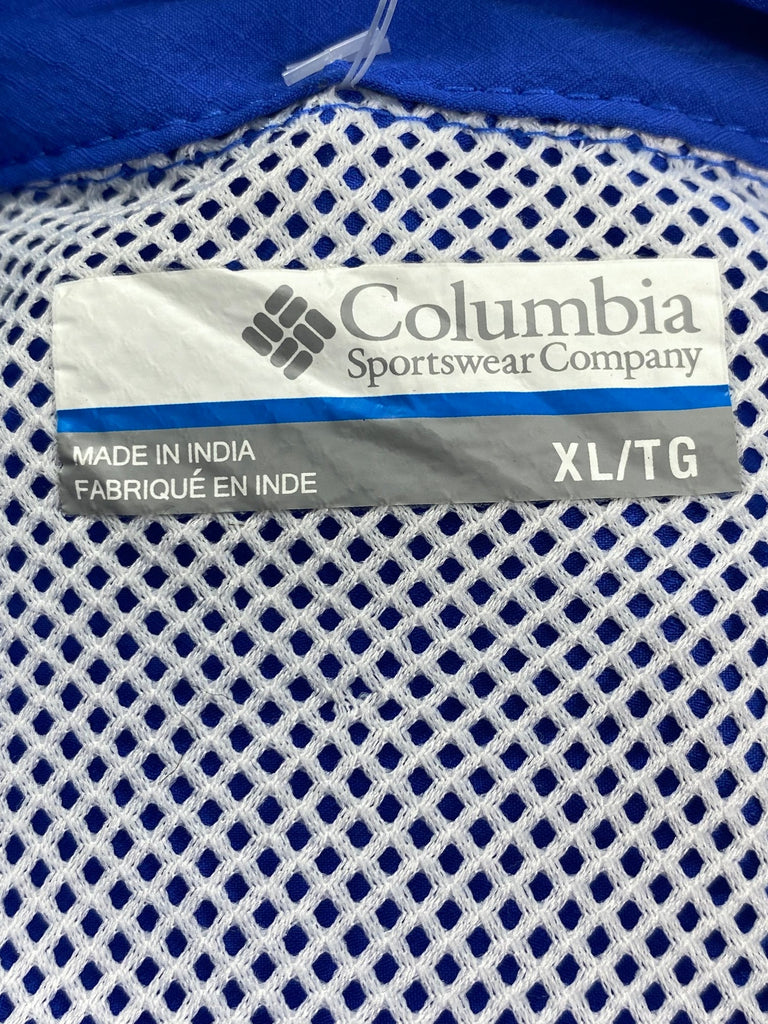 Columbia
Sportswear Company
MADE IN INDIA
FABRIQUÉ EN INDE
XL/TG